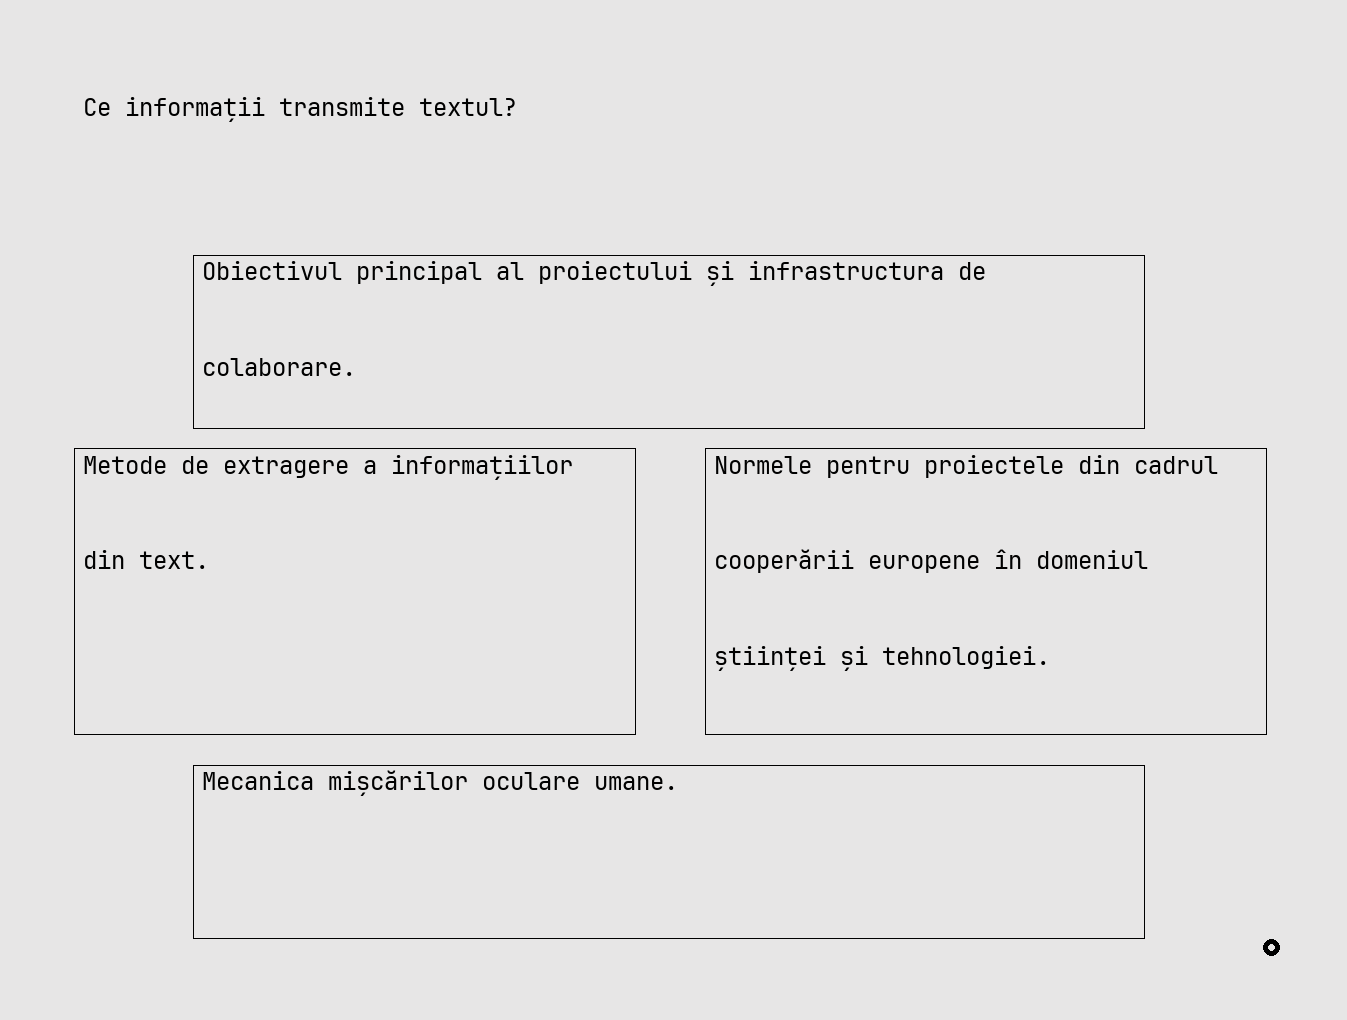 Ce informații transmite textul?
Obiectivul principal al proiectului și infrastructura de
colaborare.
Metode de extragere a informațiilor
din text.
Normele pentru proiectele din cadrul
cooperării europene în domeniul
științei și tehnologiei.
Mecanica mișcărilor oculare umane.